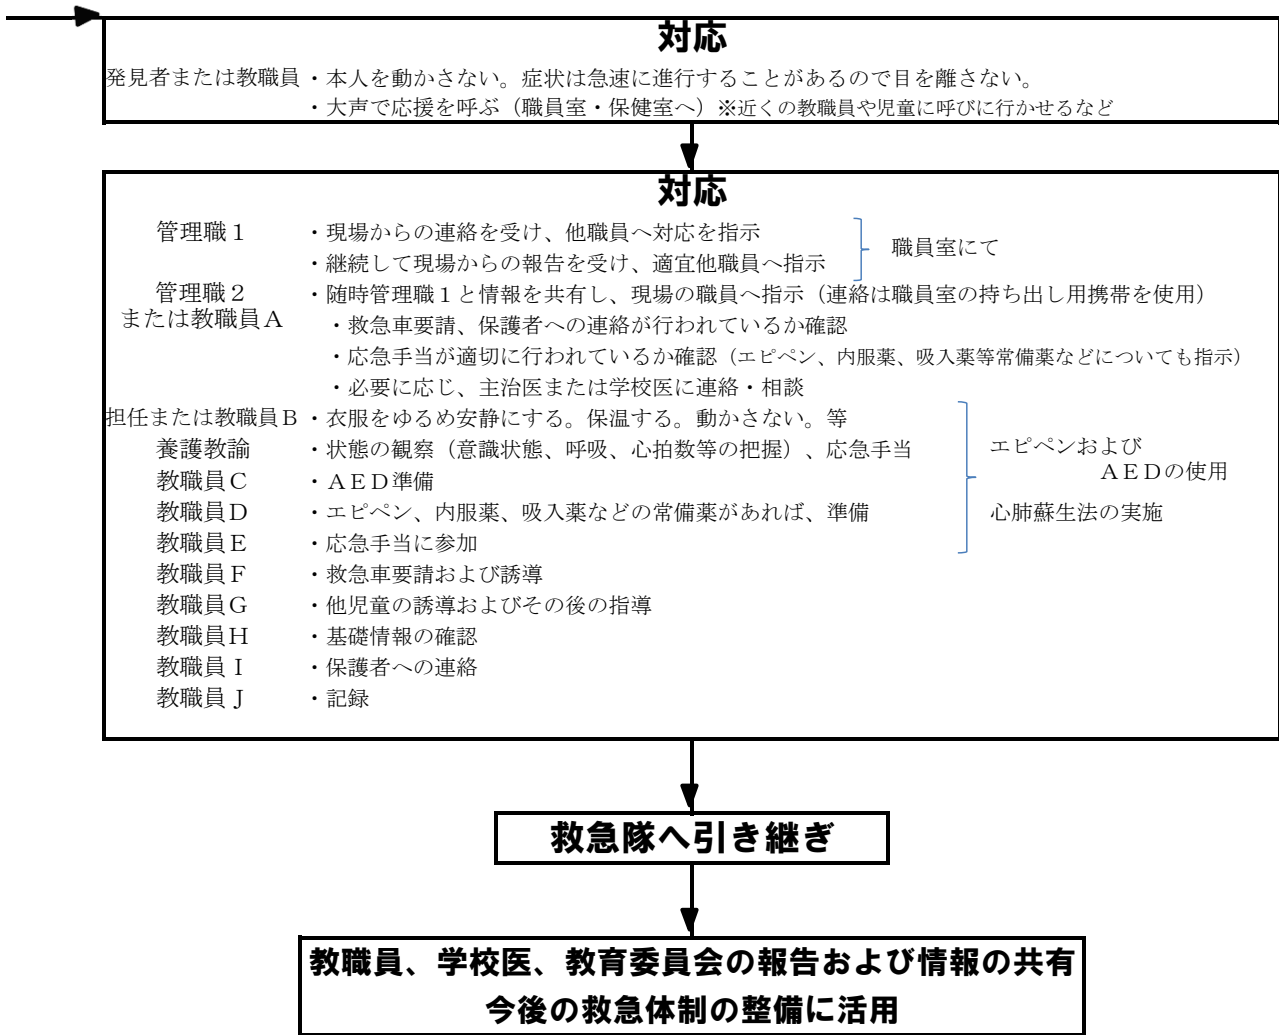 対応
発見者または教職員 ・本人を動かさない。症状は急速に進行することがあるので目を離さない。
・大声で応援を呼ぶ（職員室・保健室へ）※近くの教職員や児童に呼びに行かせるなど
対応
管理職１ ・現場からの連絡を受け、他職員へ対応を指示
職員室にて
・継続して現場からの報告を受け、適宜他職員へ指示
管理職２ ・随時管理職１と情報を共有し、現場の職員へ指示（連絡は職員室の持ち出し用携帯を使用）
または教職員Ａ
・救急車要請、保護者への連絡が行われているか確認
・応急手当が適切に行われているか確認（エピペン、内服薬、吸入薬等常備薬などについても指示）
・必要に応じ、主治医または学校医に連絡・相談
担任または教職員Ｂ ・衣服をゆるめ安静にする。保温する。動かさない。等
養護教諭 ・状態の観察（意識状態、呼吸、心拍数等の把握）、応急手当 エピペンおよび
ＡＥＤの使用
教職員Ｃ ・ＡＥＤ準備
教職員Ｄ ・エピペン、内服薬、吸入薬などの常備薬があれば、準備 心肺蘇生法の実施
教職員Ｅ ・応急手当に参加
教職員Ｆ ・救急車要請および誘導
教職員Ｇ ・他児童の誘導およびその後の指導
教職員Ｈ ・基礎情報の確認
教職員Ｉ ・保護者への連絡
教職員Ｊ ・記録
救急隊へ引き継ぎ
教職員、学校医、教育委員会の報告および情報の共有
今後の救急体制の整備に活用